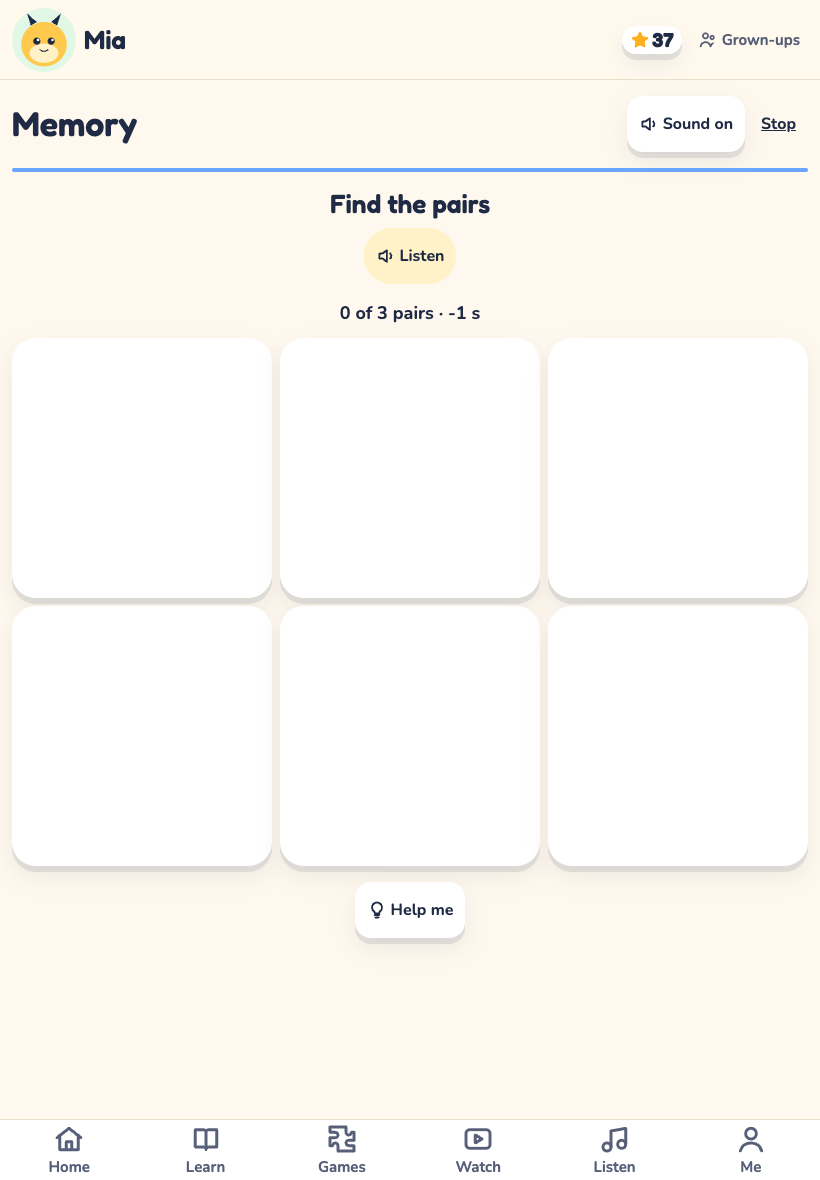 Mia
37
Grown-ups
Memory
Sound on
Stop
Find the pairs
Listen
0 of 3 pairs · -1 s
Help me
Home
Learn
Games
Watch
Listen
Me